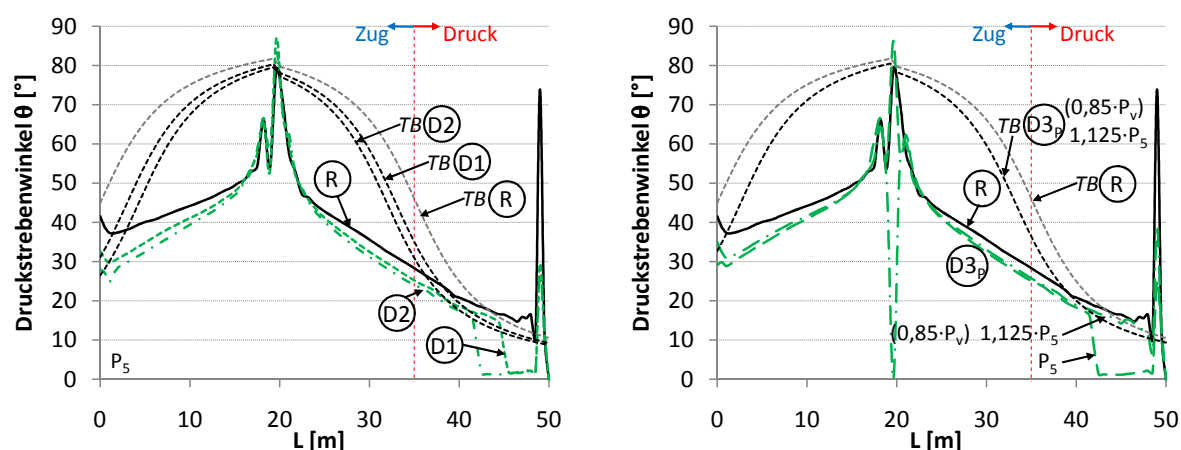 Druckstrebenwinkel θ [°]
90
80
70
60
50
40
30
20
10
0
Zug Druck
TB D2
TB D1
R
TB R
D2
D1
P5
0 10 20 30 40 50
L [m]
Druckstrebenwinkel θ [°]
90
80
70
60
50
40
30
20
10
0
Zug Druck
TB D3P (0,85·Pv)
1,125·P5
R
TB R
D3P
(0,85·Pv) 1,125·P5
P5
0 10 20 30 40 50
L [m]